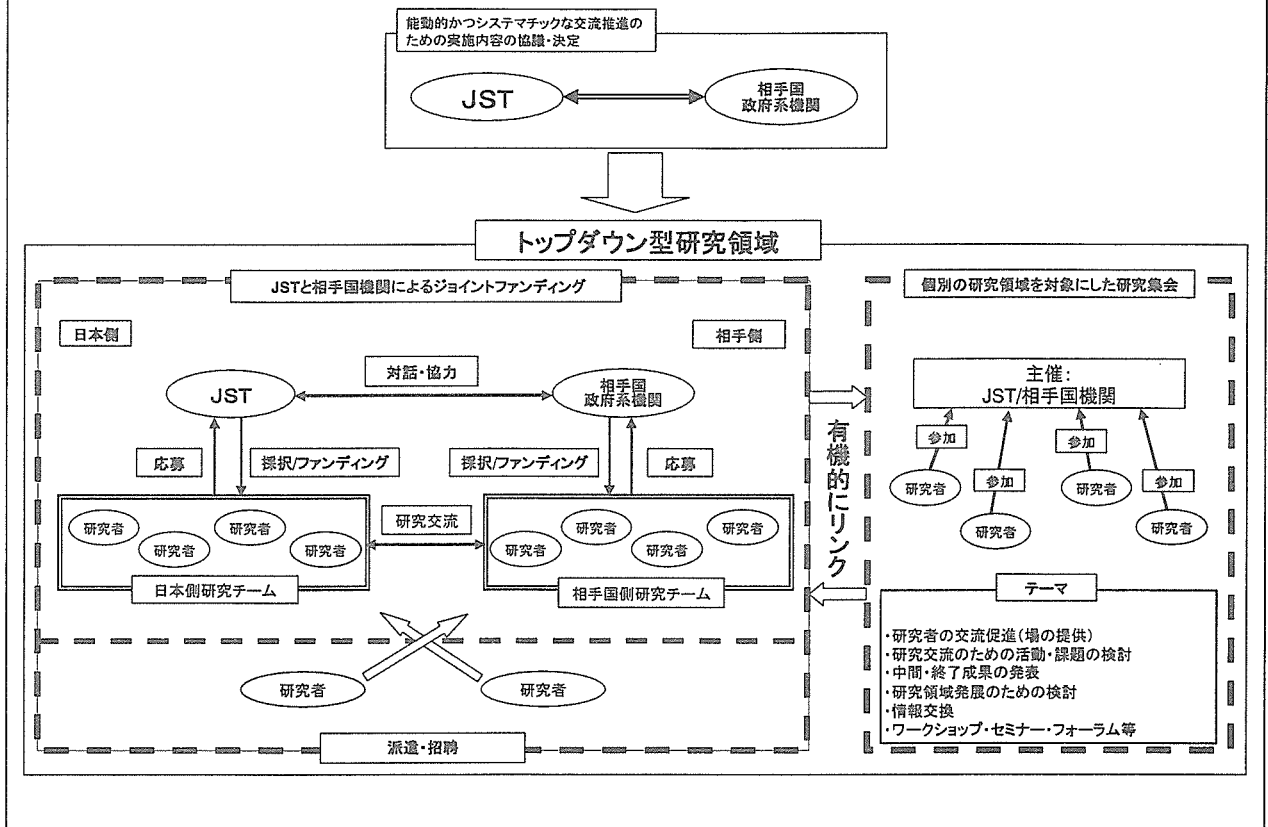 能動的かつシステマチックな交流推進の
ための実施内容の協議・決定
JST
相手国
政府系機関
トップダウン型研究領域
JSTと相手国機関によるジョイントファンディング
日本側
相手側
対話・協力
JST
相手国
政府系機関
応募
採択/ファンディング
採択/ファンディング
応募
研究者
研究者
研究者
研究者
研究交流
研究者
研究者
研究者
研究者
日本側研究チーム
相手国側研究チーム
研究者
研究者
派遣・招聘
有機的にリンク
個別の研究領域を対象にした研究集会
主催:
JST/相手国機関
参加
参加
参加
参加
研究者
研究者
研究者
研究者
テーマ
・研究者の交流促進(場の提供)
・研究交流のための活動・課題の検討
・中間・終了成果の発表
・研究領域発展のための検討
・情報交換
・ワークショップ・セミナー・フォーラム等